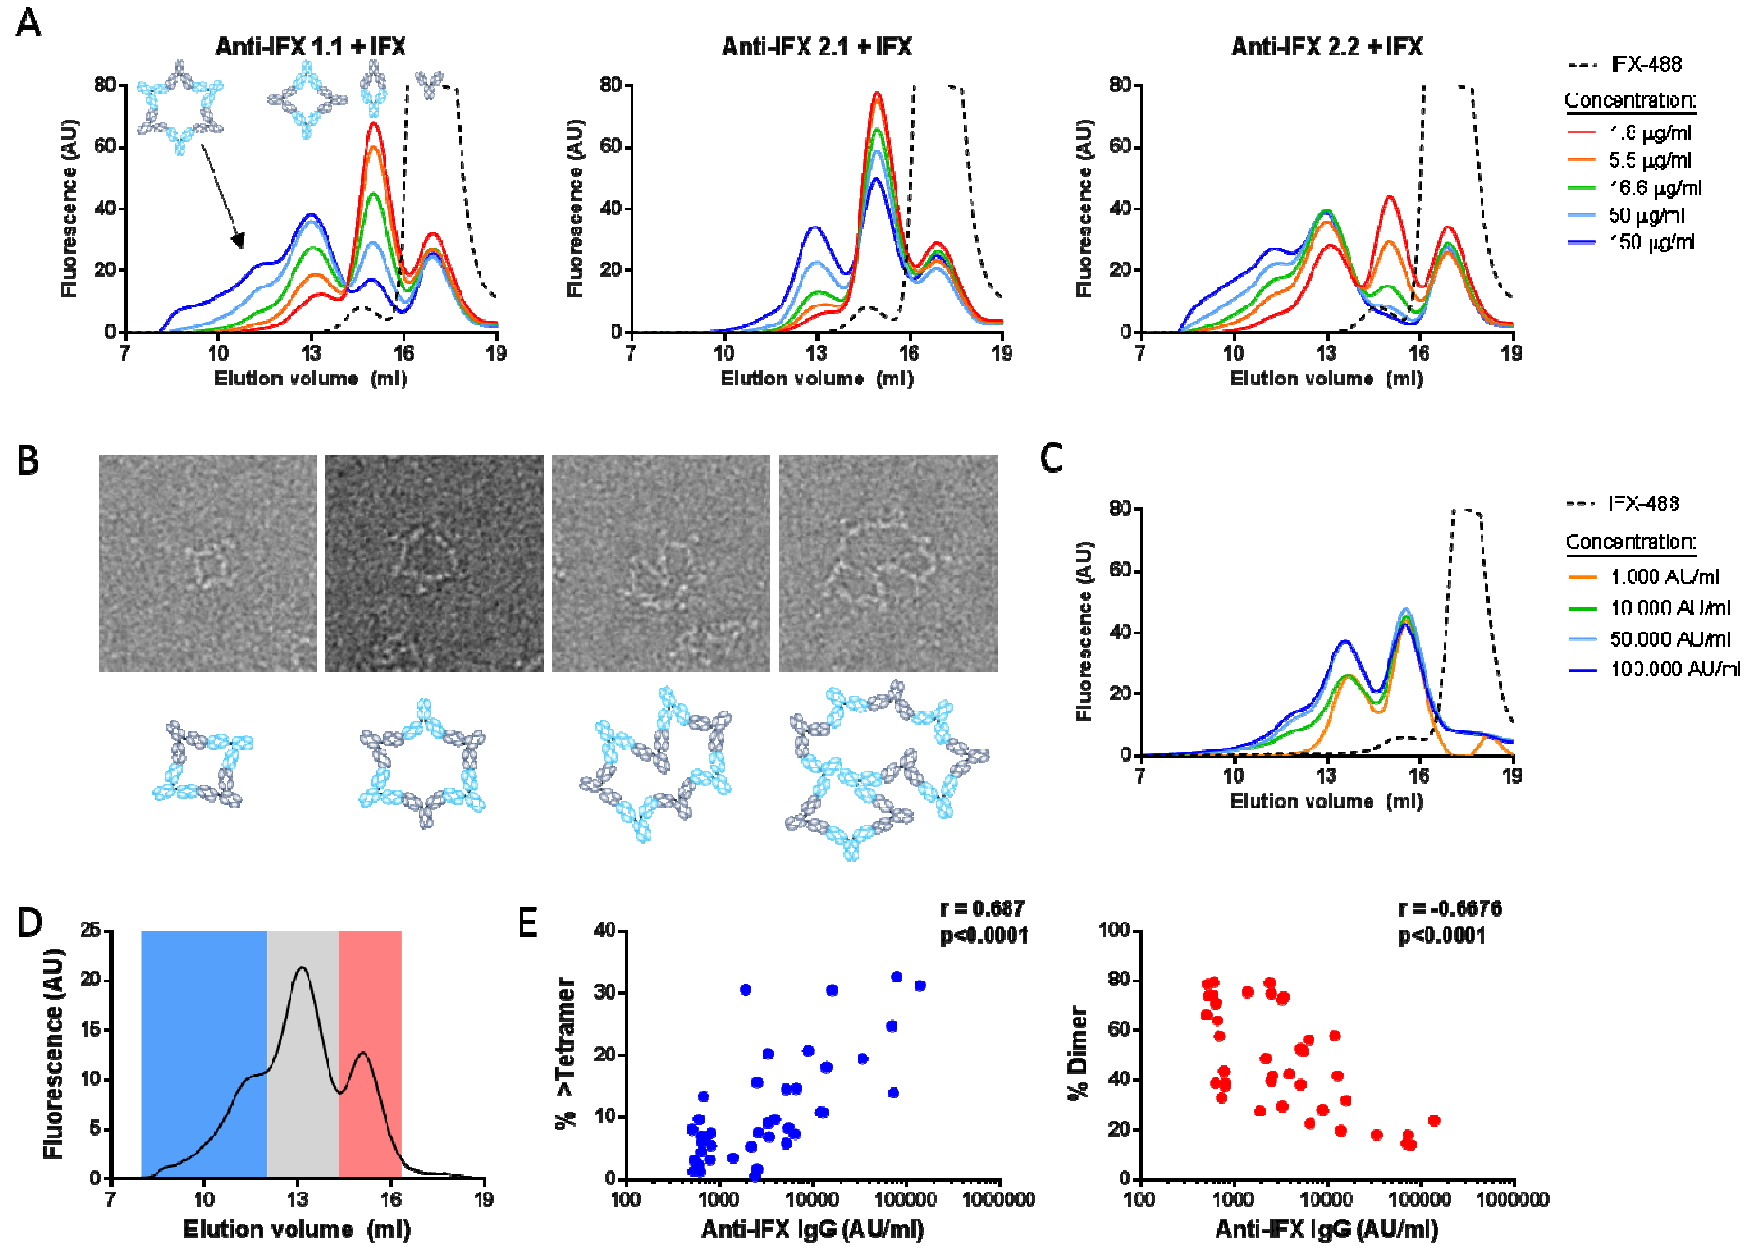 A
Anti-IFX 1.1 + IFX
Anti-IFX 2.1 + IFX
Anti-IFX 2.2 + IFX
IFX-488
Concentration:
1.6 µg/ml
5.5 µg/ml
16.6 µg/ml
50 µg/ml
150 µg/ml
Fluorescence (AU)
80
60
40
20
0
7
10
13
16
19
Elution volume (ml)
Fluorescence (AU)
80
60
40
20
0
7
10
13
16
19
Elution volume (ml)
Fluorescence (AU)
80
60
40
20
0
7
10
13
16
19
Elution volume (ml)
B
C
IFX-488
Concentration:
1.000 AU/ml
10.000 AU/ml
50.000 AU/ml
100.000 AU/ml
Fluorescence (AU)
80
60
40
20
0
7
10
13
16
19
Elution volume (ml)
D
Fluorescence (AU)
25
20
15
10
5
0
7
10
13
16
19
Elution volume (ml)
E
r = 0.687
p<0.0001
% >Tetramer
40
30
20
10
0
100
1000
10000
100000
1000000
Anti-IFX IgG (AU/ml)
r = -0.6676
p<0.0001
% Dimer
100
80
60
40
20
0
100
1000
10000
100000
1000000
Anti-IFX IgG (AU/ml)